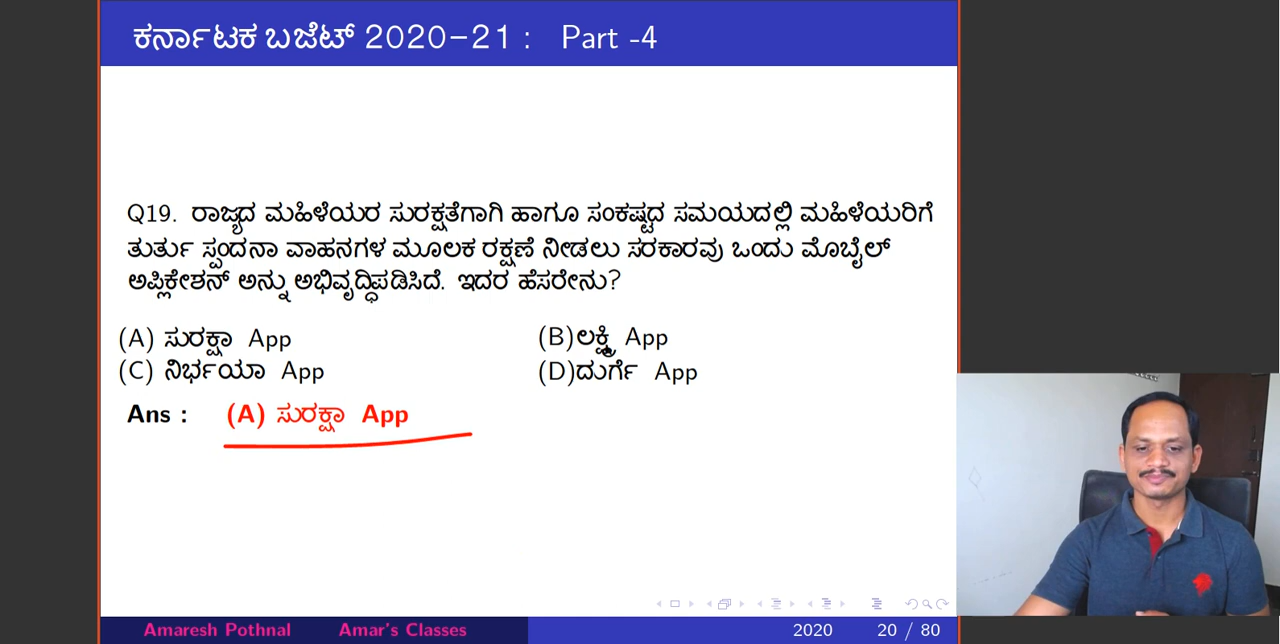 ಕರ್ನಾಟಕ ಬಜೆಟ್ 2020-21 : Part -4
Q19. ರಾಜ್ಯದ ಮಹಿಳೆಯರ ಸುರಕ್ಷತೆಗಾಗಿ ಹಾಗೂ ಸಂಕಷ್ಟದ ಸಮಯದಲ್ಲಿ ಮಹಿಳೆಯರಿಗೆ
ತುರ್ತು ಸ್ಪಂದನಾ ವಾಹನಗಳ ಮೂಲಕ ರಕ್ಷಣೆ ನೀಡಲು ಸರಕಾರವು ಒಂದು ಮೊಬೈಲ್
ಅಪ್ಲಿಕೇಶನ್ ಅನ್ನು ಅಭಿವೃದ್ಧಿಪಡಿಸಿದೆ. ಇದರ ಹೆಸರೇನು?
(A) ಸುರಕ್ಷಾ App (B)ಲಕ್ಷ್ಮಿ App
(C) ನಿರ್ಭಯಾ App (D)ದುರ್ಗೆ App
Ans : (A) ಸುರಕ್ಷಾ App
Amaresh Pothnal Amar's Classes 2020 20 / 80